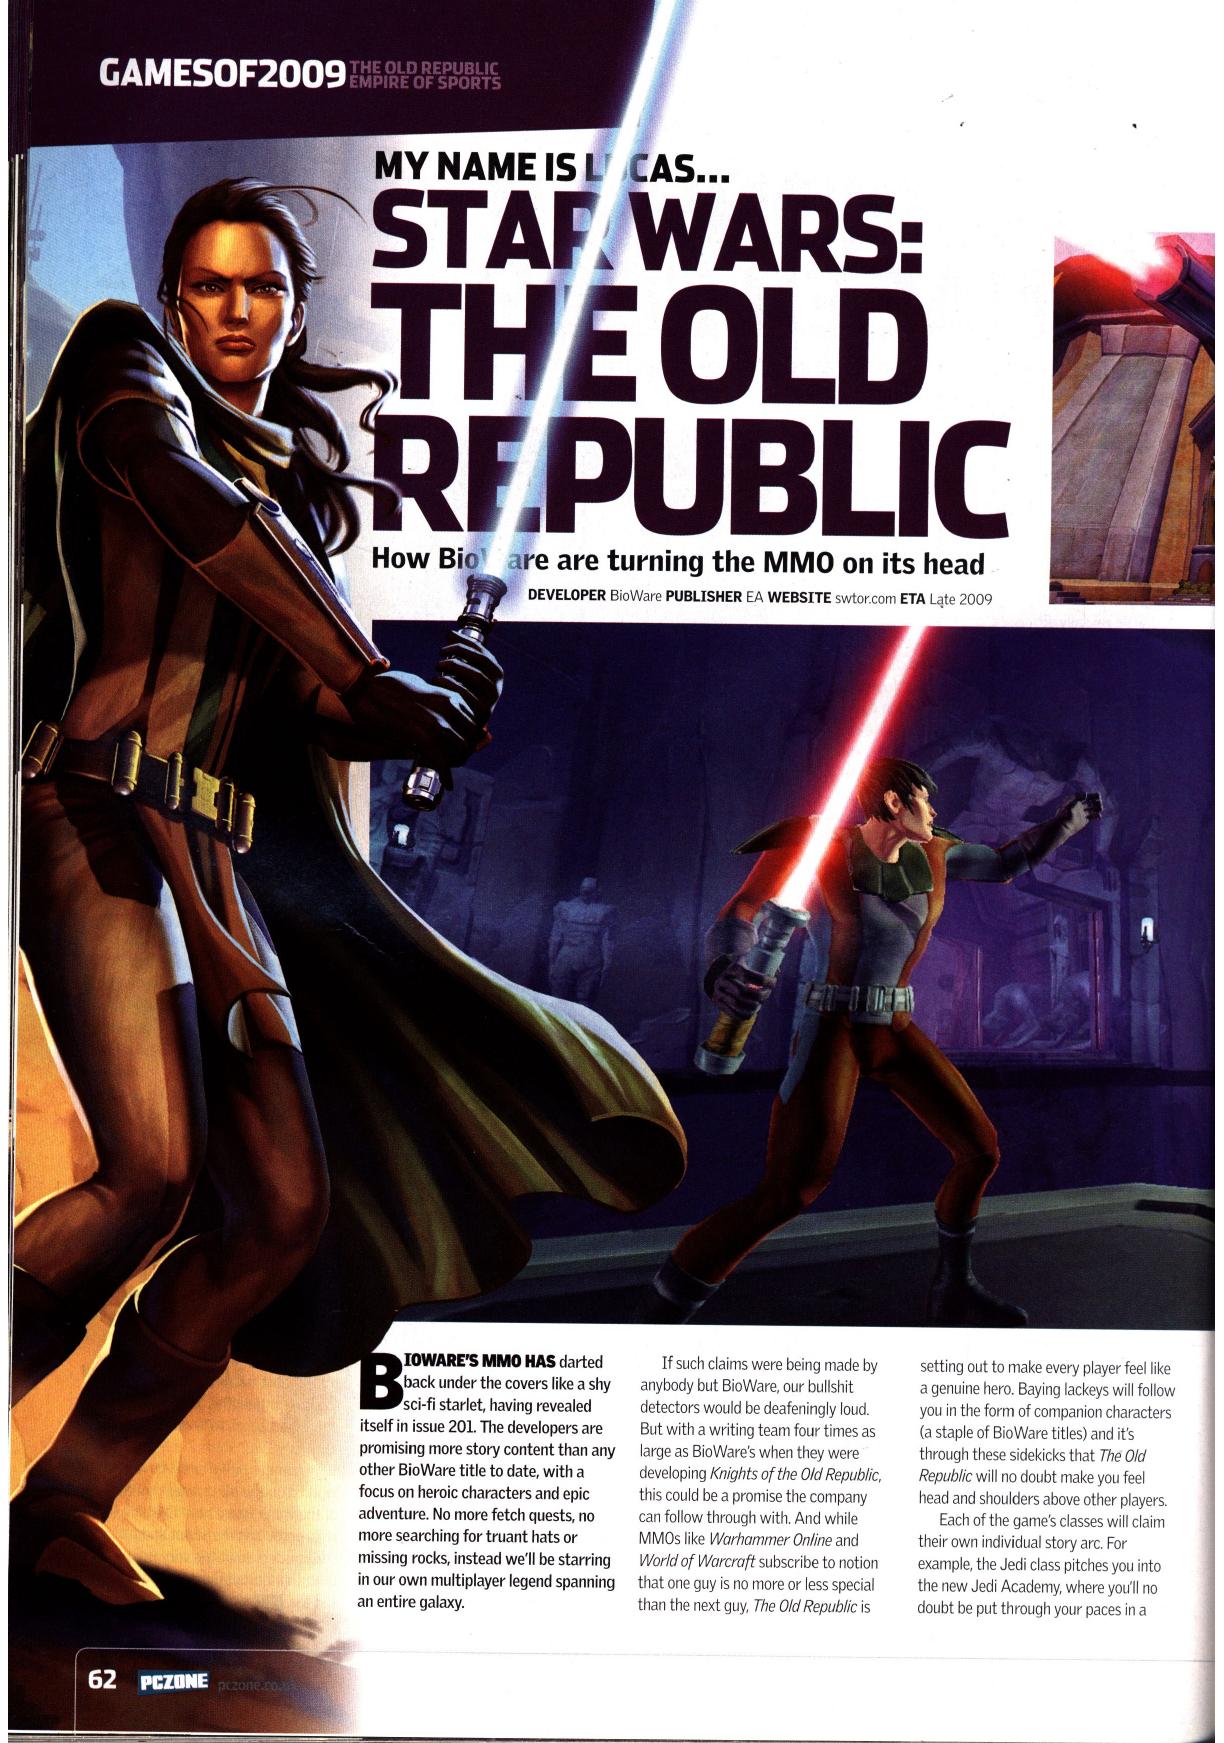 GAMESOF2009 THE OLD REPUBLIC
EMPIRE OF SPORTS
MY NAME IS LUCAS...
STAR WARS:
THE OLD
REPUBLIC
How BioWare are turning the MMO on its head
DEVELOPER BioWare PUBLISHER EA WEBSITE swtor.com ETA Late 2009
BIOWARE'S MMO HAS darted
back under the covers like a shy
sci-fi starlet, having revealed
itself in issue 201. The developers are
promising more story content than any
other BioWare title to date, with a
focus on heroic characters and epic
adventure. No more fetch quests, no
more searching for truant hats or
missing rocks, instead we'll be starring
in our own multiplayer legend spanning
an entire galaxy.
If such claims were being made by
anybody but BioWare, our bullshit
detectors would be deafeningly loud.
But with a writing team four times as
large as BioWare's when they were
developing Knights of the Old Republic,
this could be a promise the company
can follow through with. And while
MMOs like Warhammer Online and
World of Warcraft subscribe to notion
that one guy is no more or less special
than the next guy, The Old Republic is
setting out to make every player feel like
a genuine hero. Baying lackeys will follow
you in the form of companion characters
(a staple of BioWare titles) and it's
through these sidekicks that The Old
Republic will no doubt make you feel
head and shoulders above other players.
Each of the game's classes will claim
their own individual story arc. For
example, the Jedi class pitches you into
the new Jedi Academy, where you'll no
doubt be put through your paces in a
62 PCZONE pczone.co.uk